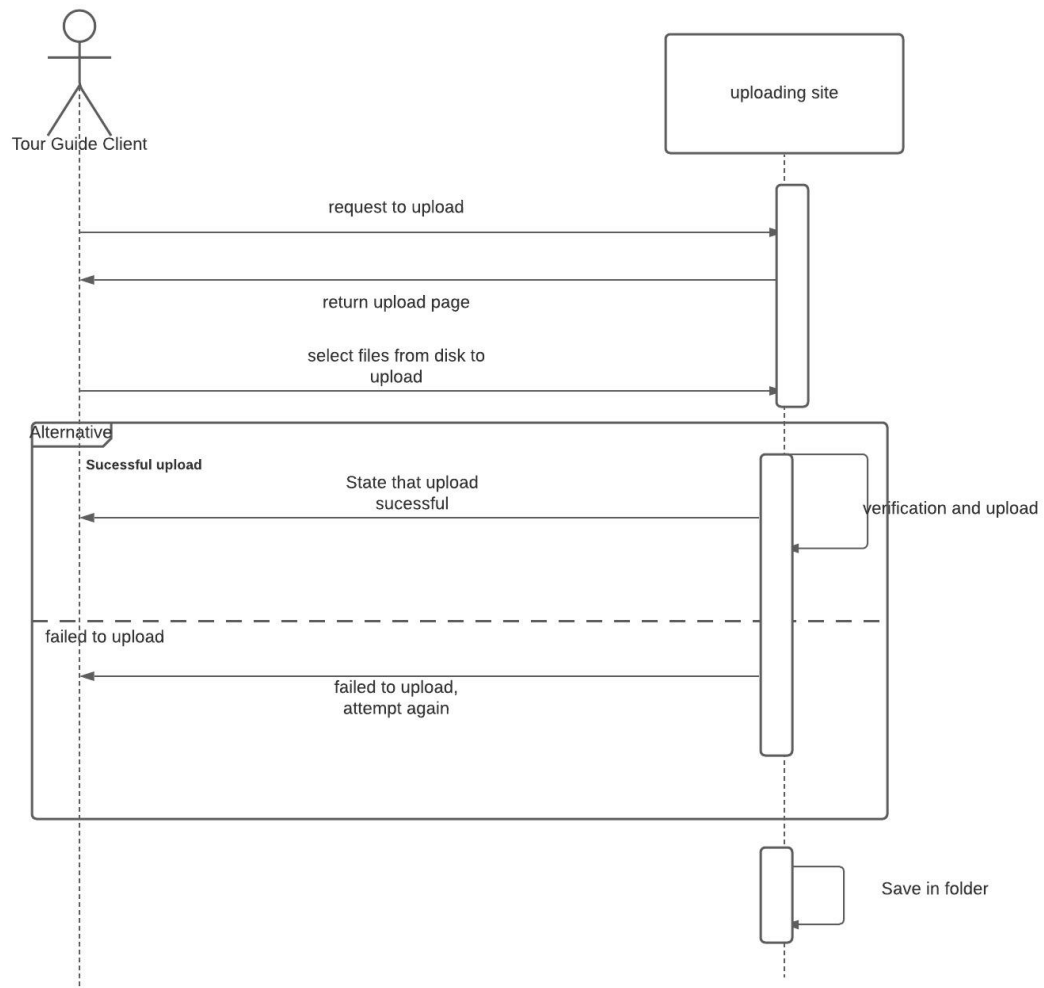 uploading site
Tour Guide Client
request to upload
return upload page
select files from disk to
upload
Alternative
Sucessful upload
State that upload
sucessful
verification and upload
failed to upload
failed to upload,
attempt again
Save in folder